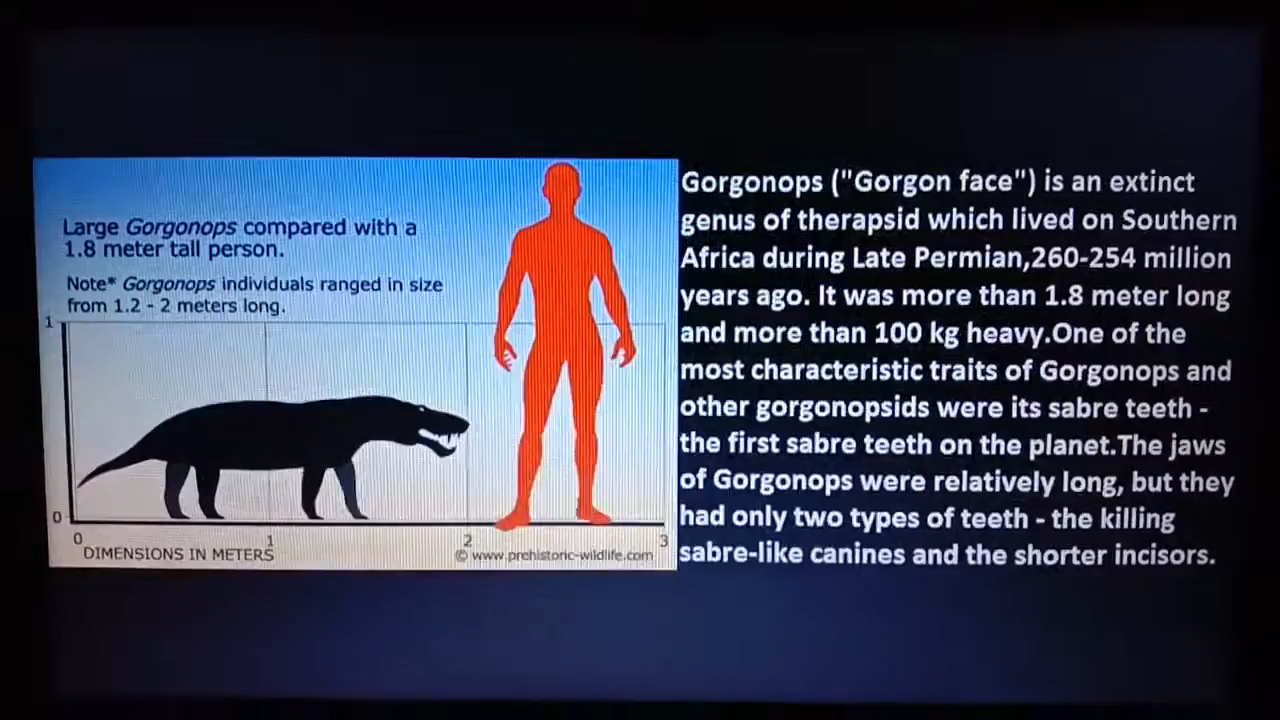 Large Gorgonops compared with a
1.8 meter tall person.
Note* Gorgonops individuals ranged in size
from 1.2 - 2 meters long.
1
0
0
1
2
3
DIMENSIONS IN METERS
© www.prehistoric-wildlife.com
Gorgonops ("Gorgon face") is an extinct
genus of therapsid which lived on Southern
Africa during Late Permian,260-254 million
years ago. It was more than 1.8 meter long
and more than 100 kg heavy.One of the
most characteristic traits of Gorgonops and
other gorgonopsids were its sabre teeth -
the first sabre teeth on the planet.The jaws
of Gorgonops were relatively long, but they
had only two types of teeth - the killing
sabre-like canines and the shorter incisors.